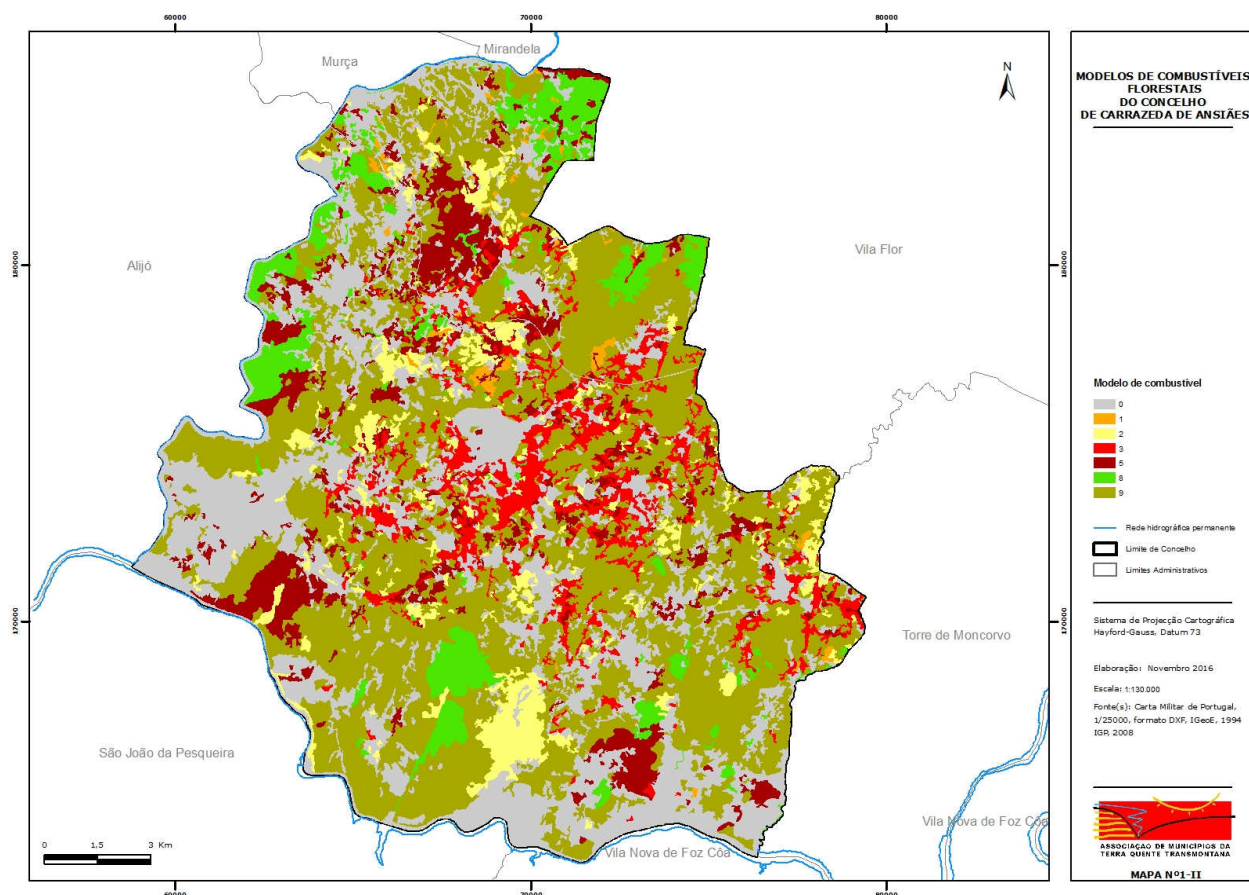 60000
70000
80000
Mirandela
Murça
N
Vila Flor
180000
Alijó
180000
170000
170000
Torre de Moncorvo
São João da Pesqueira
Vila Nova de Foz Côa
Vila Nova de Foz Côa
0 1.5 3 Km
60000
70000
80000
MODELOS DE COMBUSTÍVEIS
FLORESTAIS
DO CONCELHO
DE CARRAZEDA DE ANSIÃES
Modelo de combustível
0
1
2
3
5
8
9
Rede hidrográfica permanente
Limite de Concelho
Limites Administrativos
Sistema de Projecção Cartográfica
Hayford-Gauss, Datum 73
Elaboração: Novembro 2016
Escala: 1:130.000
Fonte(s): Carta Militar de Portugal,
1/25000, formato DXF, IGeoE, 1994
IGP, 2008
ASSOCIAÇÃO DE MUNICÍPIOS DA
TERRA QUENTE TRANSMONTANA
MAPA Nº1-II